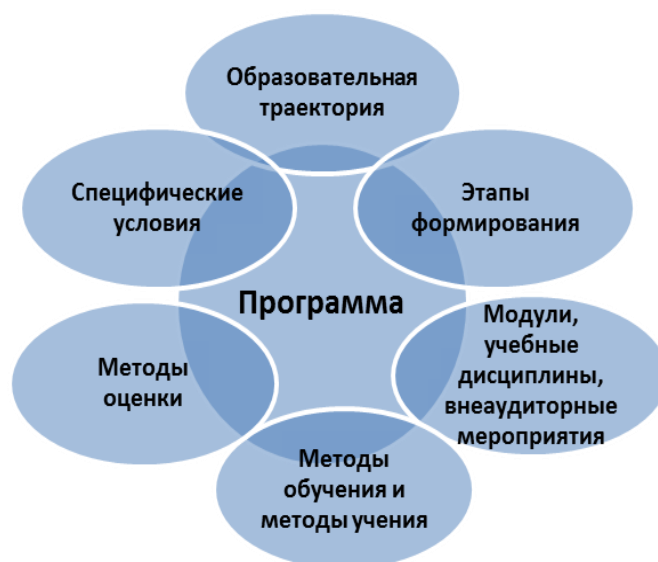 Образовательная
траектория
Специфические
условия
Этапы
формирования
Программа
Модули,
учебные
дисциплины,
внеаудиторные
мероприятия
Методы
оценки
Методы
обучения и
методы учения